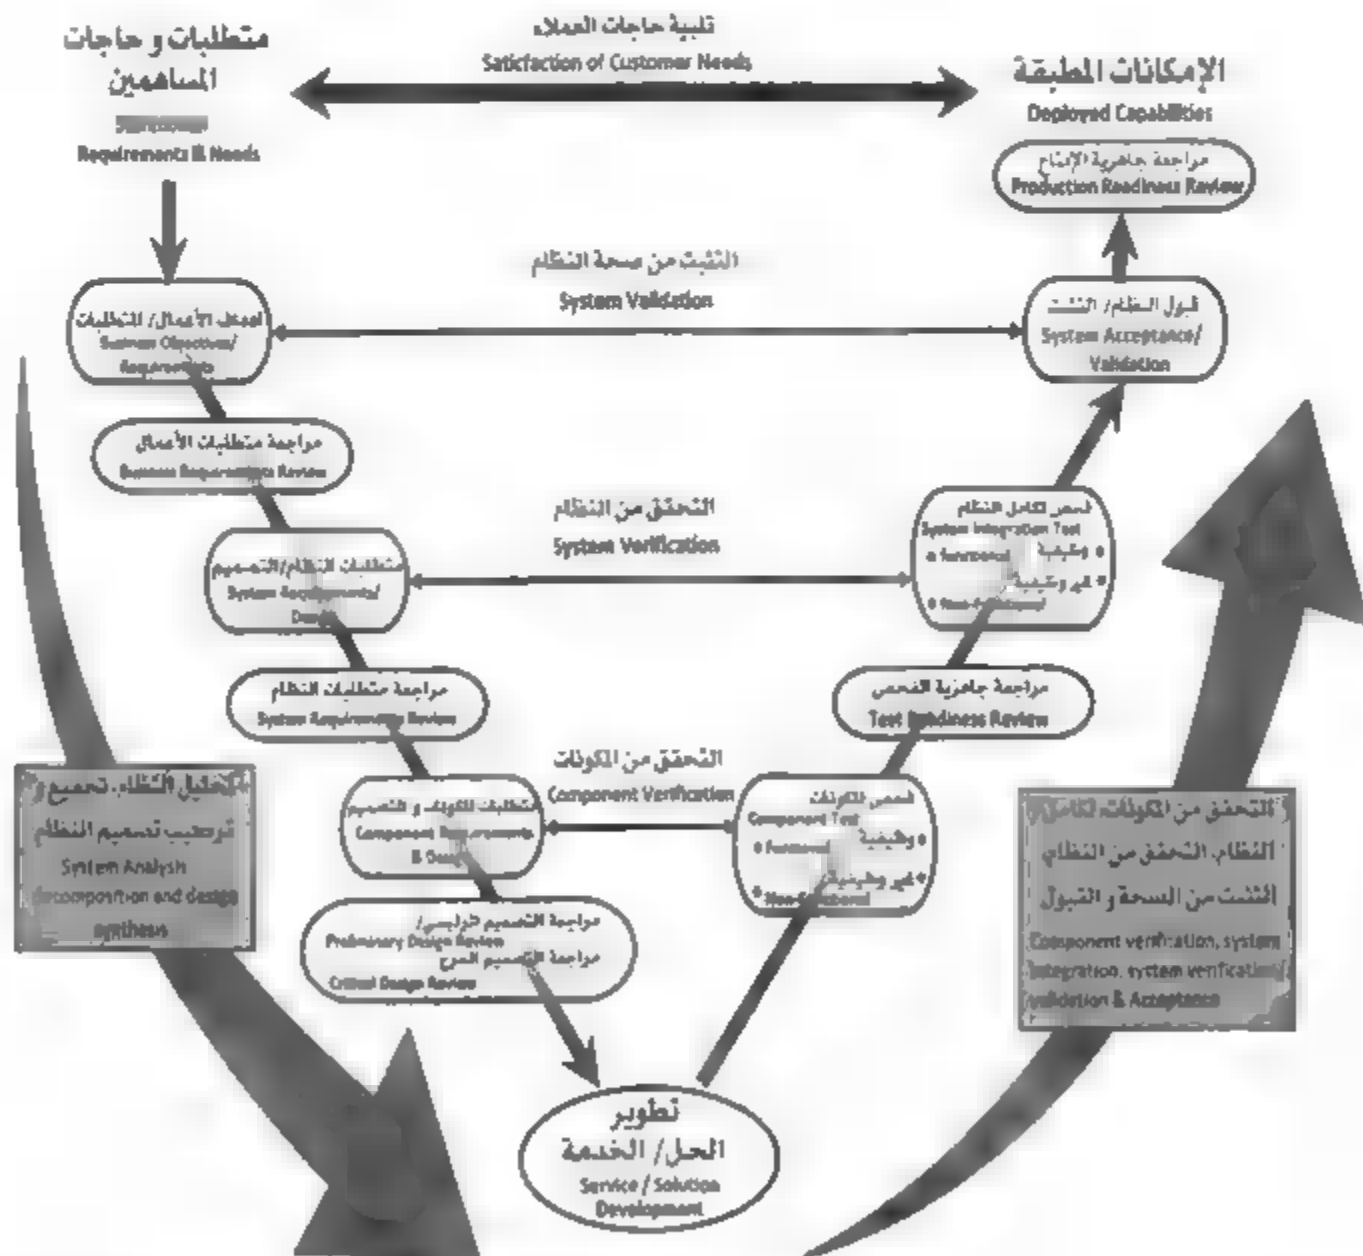 تلبية حاجات العملاء
Satisfaction of Customer Needs
متطلبات و حاجات
المساهمين
Requirements & Needs
الإمكانات المطبقة
Deployed Capabilities
مراجعة جاهزية الإنتاج
Production Readiness Review
التثبت من صحة النظام
System Validation
الأعمال/ المتطلبات
Business Objectives/
Requirements
قبول النظام/ التثبت
System Acceptance/
Validation
مراجعة متطلبات الأعمال
Business Requirements Review
التحقق من النظام
System Verification
متطلبات النظام/التصميم
System Requirements/
Design
فحص تكامل النظام
System Integration Test
• Functional • وظيفية
• غير وظيفية
• Non-Functional
مراجعة متطلبات النظام
System Requirements Review
مراجعة جاهزية الفحص
Test Readiness Review
التحقق من المكونات
Component Verification
و التصميم
Component Requirements
& Design
فحص المكونات
Component Test
• Functional • وظيفية
• غير وظيفية
• Non-Functional
تحليل النظام، تجميع و
تصميم النظام
System Analysis
decomposition and design
synthesis
التحقق من المكونات، تكامل
النظام، التحقق من النظام،
التثبت من الصحة و القبول
Component verification, system
integration, system verification,
validation & Acceptance
مراجعة التصميم الرئيسي/
Preliminary Design Review
مراجعة التصميم الحرج
Critical Design Review
تطوير
الحل/ الخدمة
Service / Solution
Development